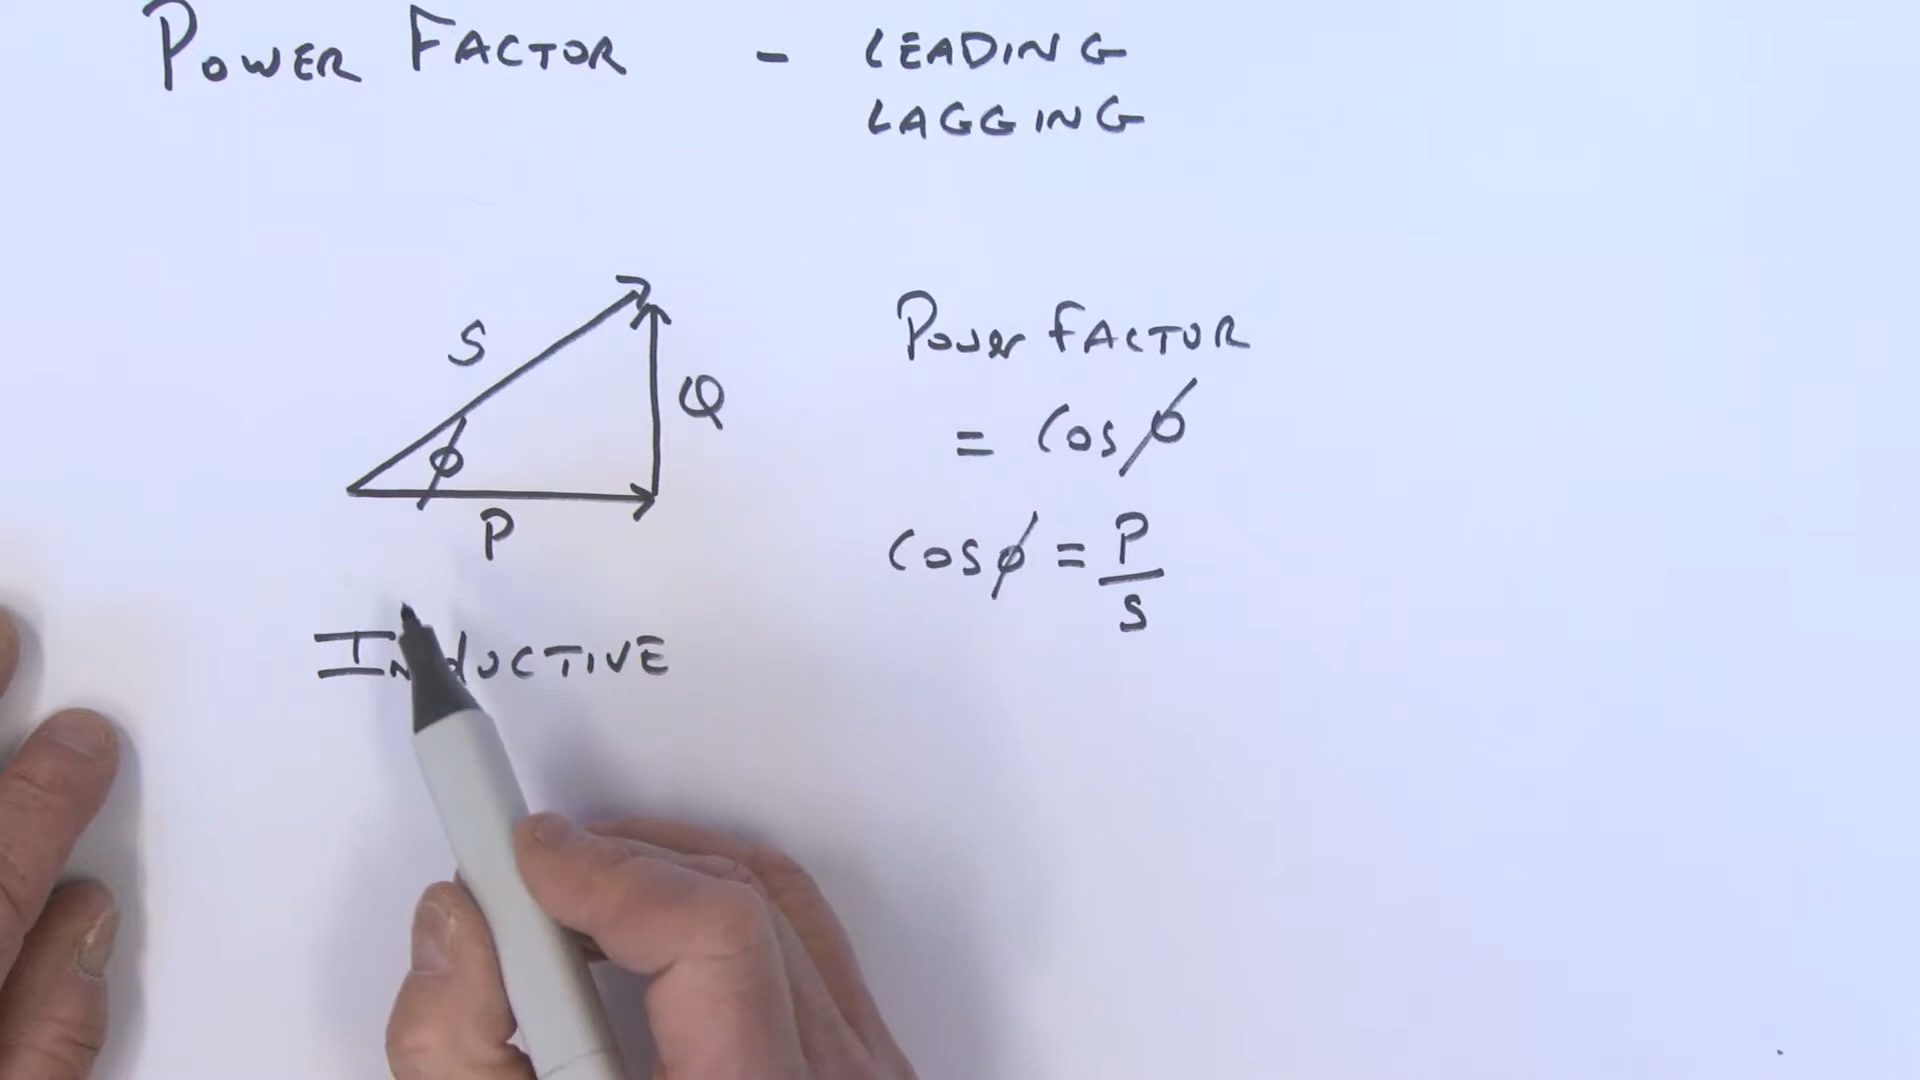 POWER FACTOR - LEADING
LAGGING
S
Q
φ
P
INDUCTIVE
Power FACTOR
= Cos φ
Cos φ = P
S